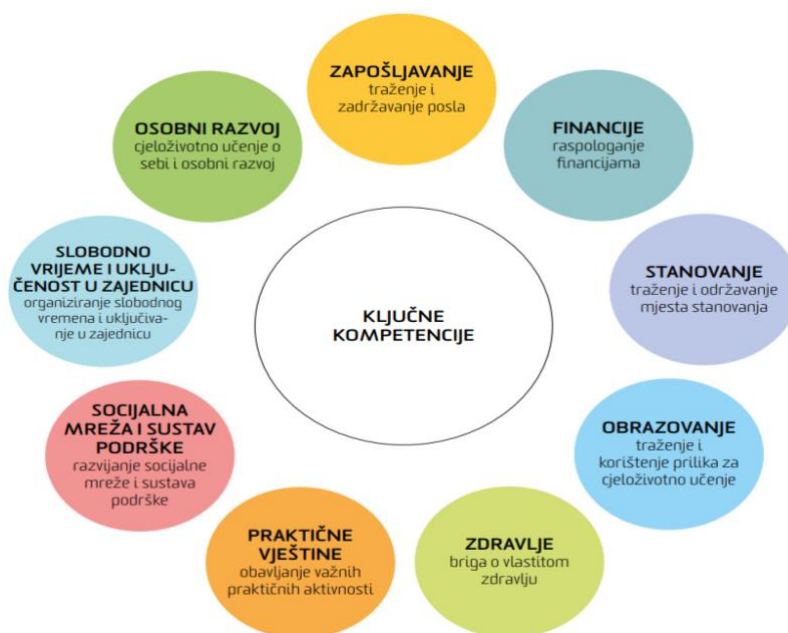 ZAPOŠLJAVANJE
traženje i
zadržavanje posla
FINANCIJE
raspologanje
financijama
STANOVANJE
traženje i održavanje
mjesta stanovanja
OBRAZOVANJE
traženje i
korištenje prilika za
cjeloživotno učenje
ZDRAVLJE
briga o vlastitom
zdravlju
PRAKTIČNE
VJEŠTINE
obavljanje važnih
praktičnih aktivnosti
SOCIJALNA
MREŽA I SUSTAV
PODRŠKE
razvijanje socijalne
mreže i sustava
podrške
SLOBODNO
VRIJEME I UKLJU-
ČENOST U ZAJEDNICU
organiziranje slobodnog
vremena i uključiva-
nje u zajednicu
OSOBNI RAZVOJ
cjeloživotno učenje o
sebi i osobni razvoj
KLJUČNE
KOMPETENCIJE